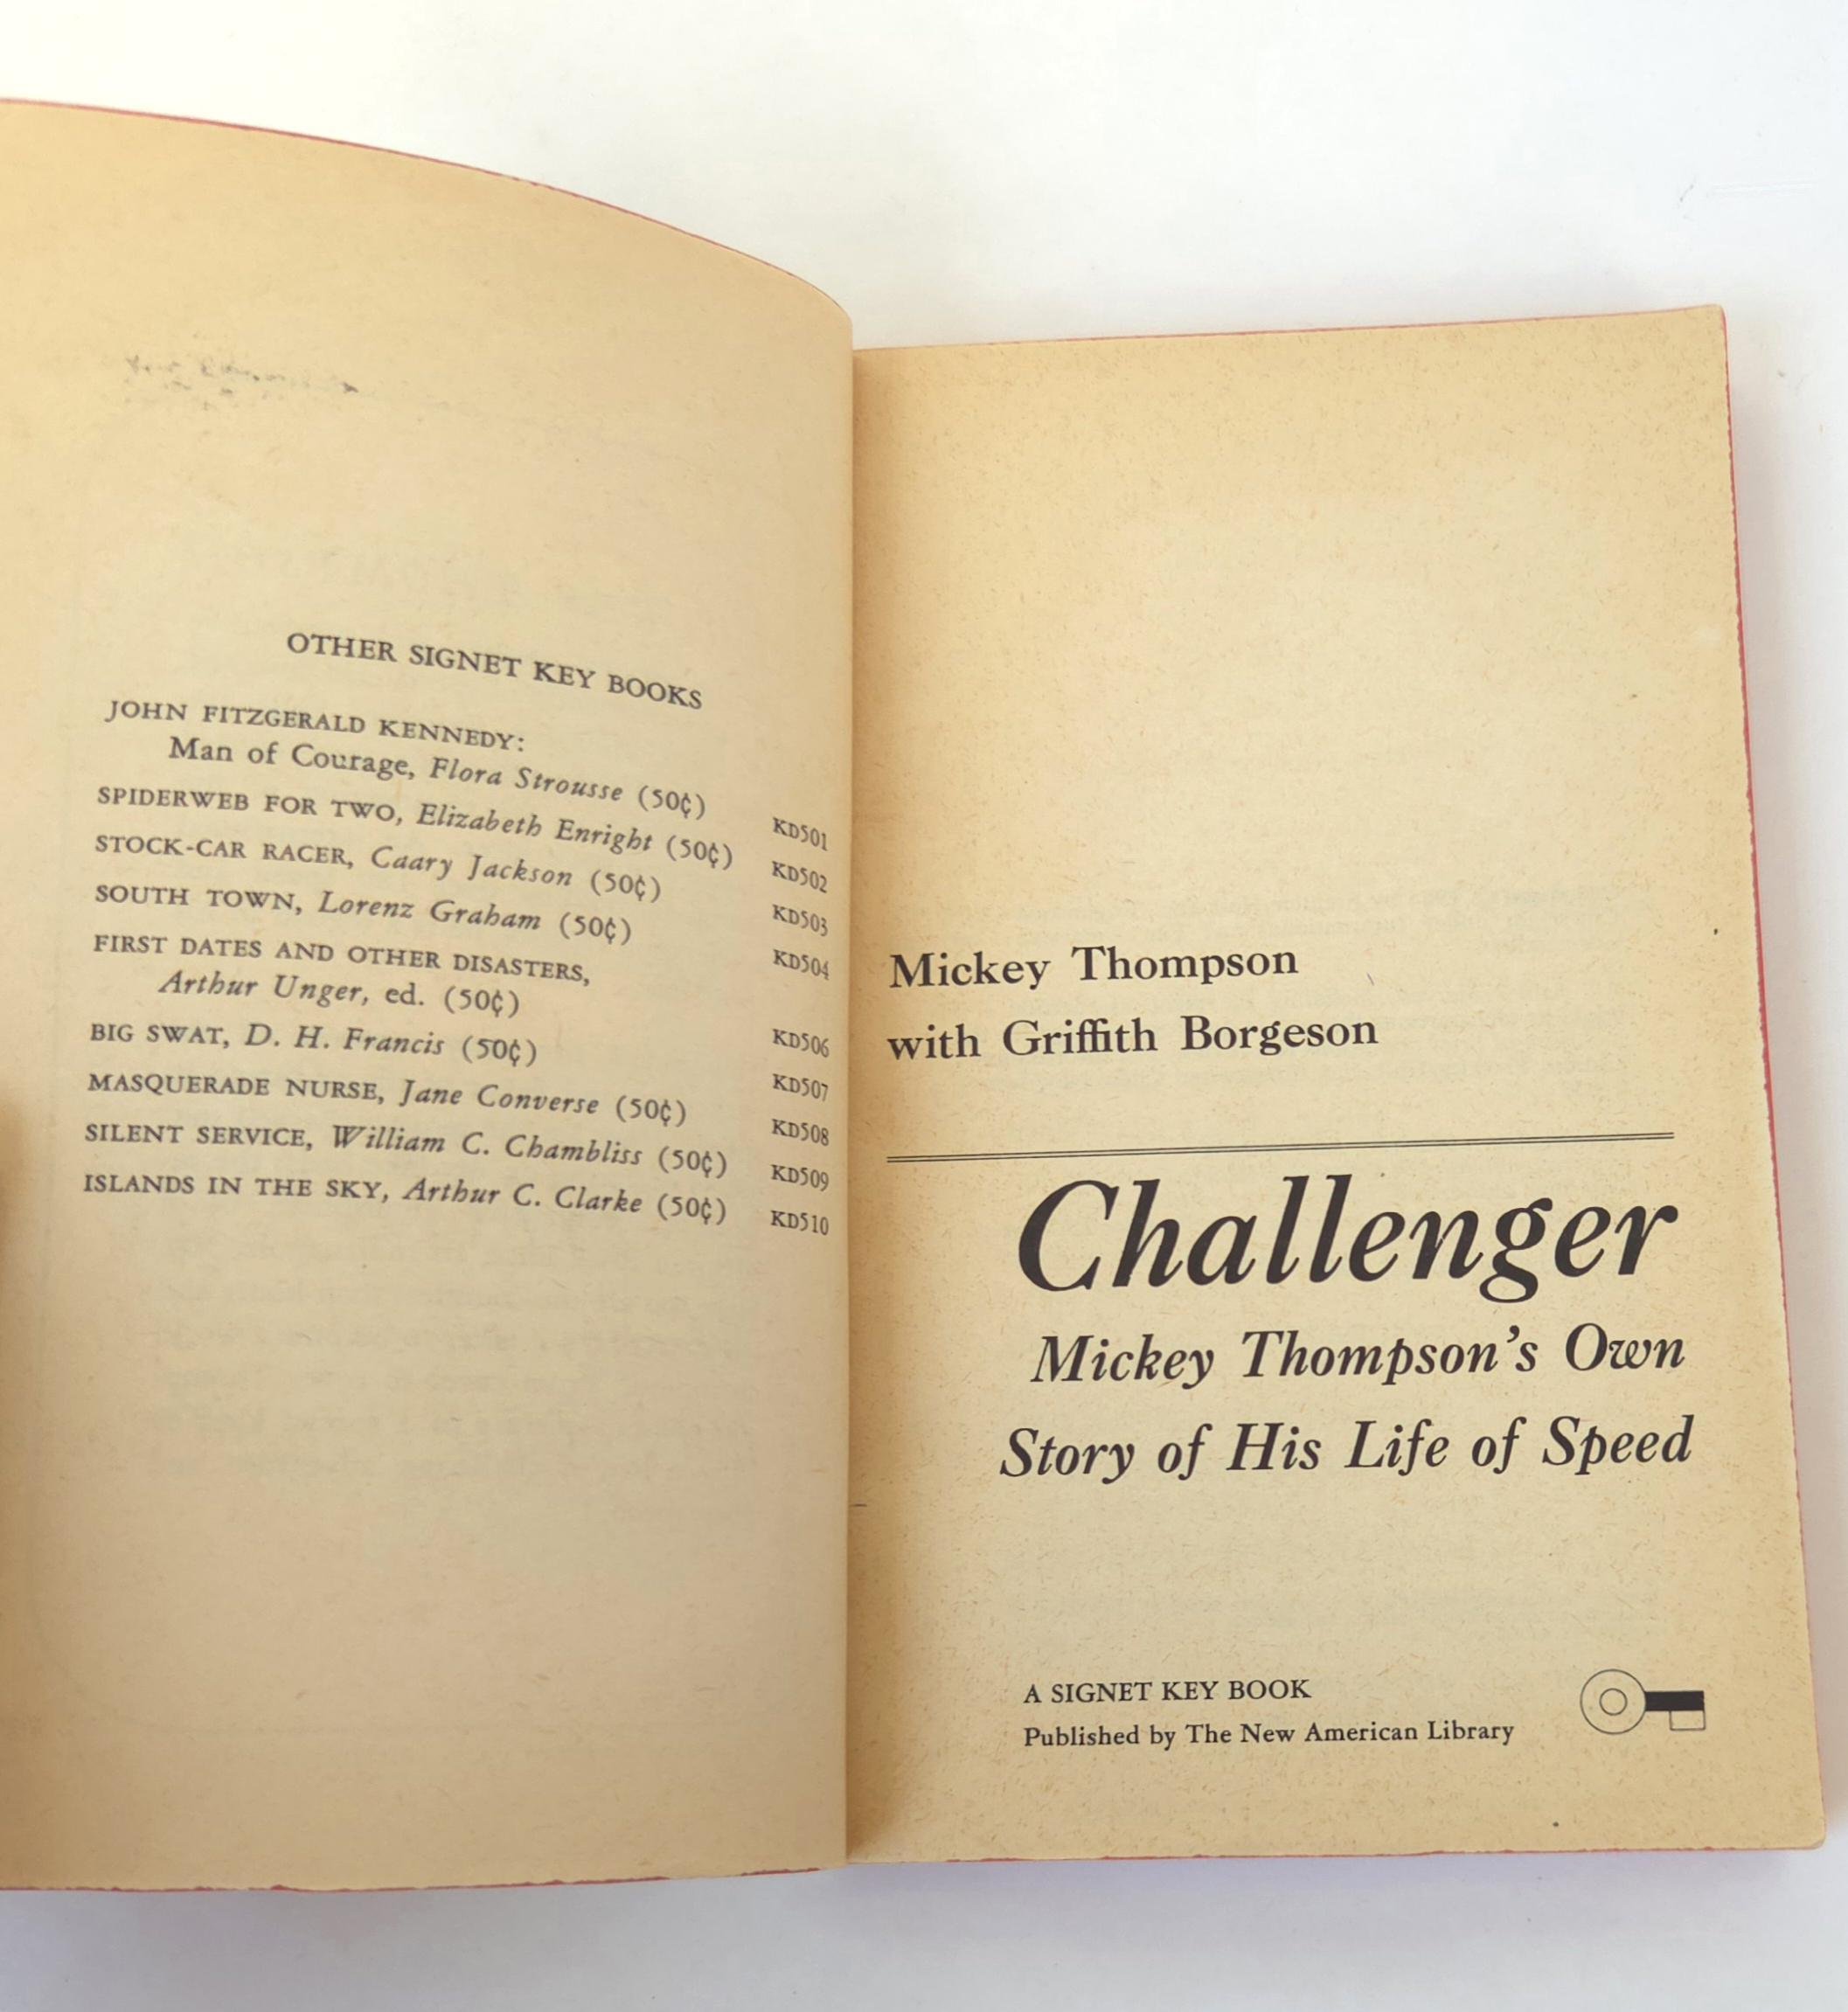 OTHER SIGNET KEY BOOKS
JOHN FITZGERALD KENNEDY:
Man of Courage, Flora Strousse (50¢) KD501
SPIDERWEB FOR TWO, Elizabeth Enright (50¢) KD502
STOCK-CAR RACER, Caary Jackson (50¢) KD503
SOUTH TOWN, Lorenz Graham (50¢) KD504
FIRST DATES AND OTHER DISASTERS,
Arthur Unger, ed. (50¢) KD506
BIG SWAT, D. H. Francis (50¢) KD507
MASQUERADE NURSE, Jane Converse (50¢) KD508
SILENT SERVICE, William C. Chambliss (50¢) KD509
ISLANDS IN THE SKY, Arthur C. Clarke (50¢) KD510
Mickey Thompson
with Griffith Borgeson
Challenger
Mickey Thompson's Own
Story of His Life of Speed
A SIGNET KEY BOOK
Published by The New American Library